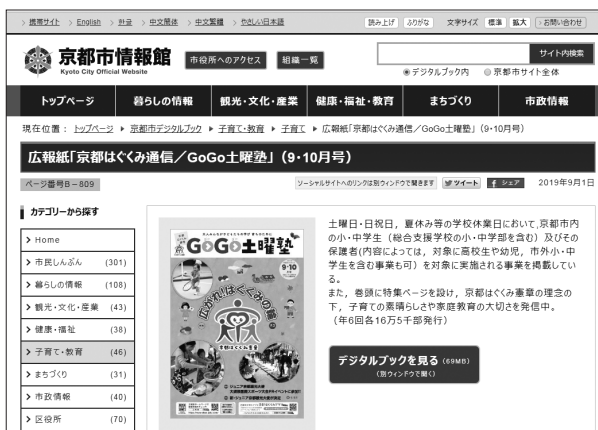 > 携帯サイト > English > 한글 > 中文簡体 > 中文繁體 > やさしい日本語
読み上げ ふりがな 文字サイズ 標準 拡大 > お問い合わせ
京都市情報館
Kyoto City Official Website
市役所へのアクセス 組織一覧
サイト内検索
デジタルブック内 京都市サイト全体
トップページ 暮らしの情報 観光・文化・産業 健康・福祉・教育 まちづくり 市政情報
現在位置： トップページ ▶ 京都市デジタルブック ▶ 子育て・教育 ▶ 子育て ▶ 広報紙「京都はぐくみ通信／GoGo土曜塾」（9・10月号）
広報紙「京都はぐくみ通信／GoGo土曜塾」（9・10月号）
ページ番号B－809
ソーシャルサイトへのリンクは別ウィンドウで開きます ツイート f シェア 2019年9月1日
カテゴリーから探す
> Home
> 市民しんぶん (301)
> 暮らしの情報 (108)
> 観光・文化・産業 (43)
> 健康・福祉 (38)
> 子育て・教育 (46)
> まちづくり (31)
> 市政情報 (40)
> 区役所 (70)
GoGo土曜塾
9・10
広がれ!はぐくみの輪
京都はぐくみ憲章
土曜日・日祝日，夏休み等の学校休業日において,京都市内
の小・中学生（総合支援学校の小・中学部を含む）及びその
保護者(内容によっては，対象に高校生や幼児，市外小・中
学生を含む事業も可）を対象に実施される事業を掲載してい
る。
また，巻頭に特集ページを設け，京都はぐくみ憲章の理念の
下，子育ての素晴らしさや家庭教育の大切さを発信中。
（年6回各16万5千部発行）
デジタルブックを見る (69MB)
(別ウィンドウで開く)